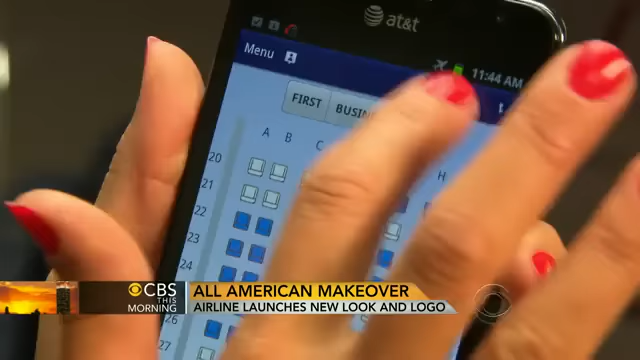 at&t
11:44 AM
Menu
FIRST BUSIN
A B C H
20
21
22
23
24
26
27
CBS THIS MORNING
ALL AMERICAN MAKEOVER
AIRLINE LAUNCHES NEW LOOK AND LOGO